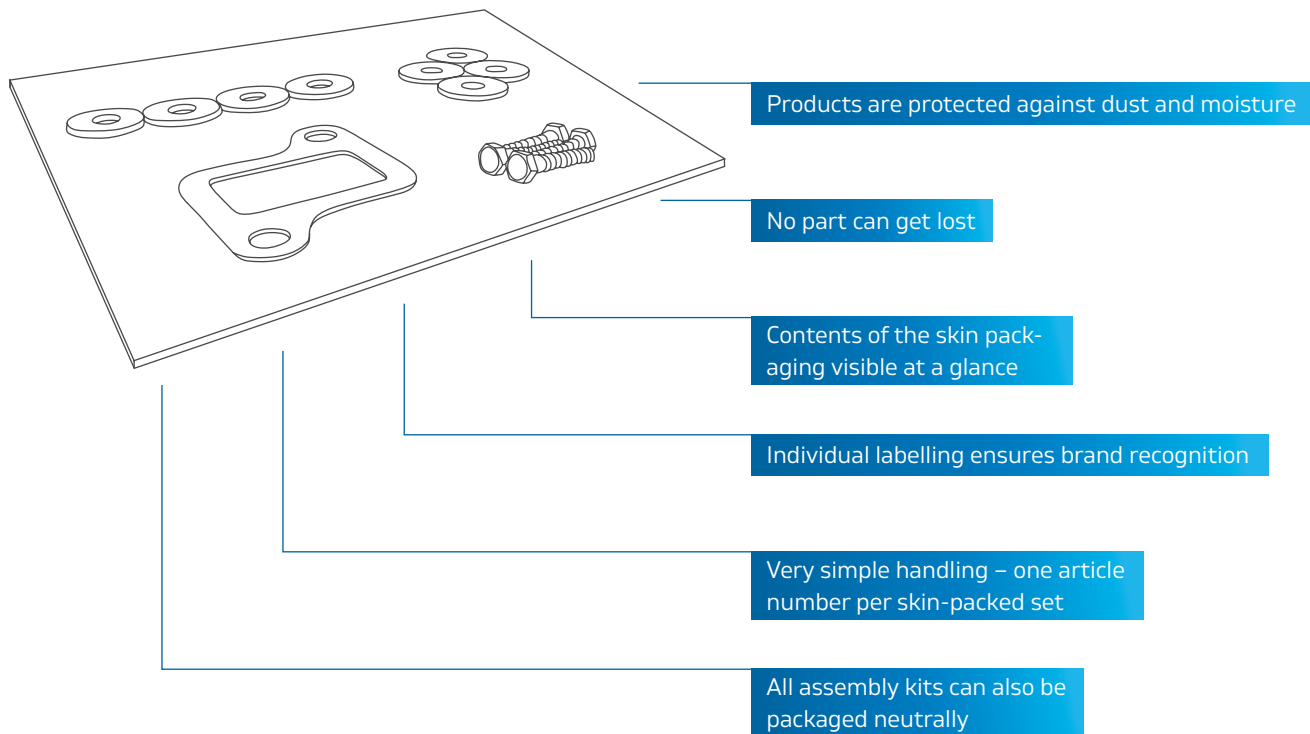 Products are protected against dust and moisture
No part can get lost
Contents of the skin pack-
aging visible at a glance
Individual labelling ensures brand recognition
Very simple handling – one article
number per skin-packed set
All assembly kits can also be
packaged neutrally